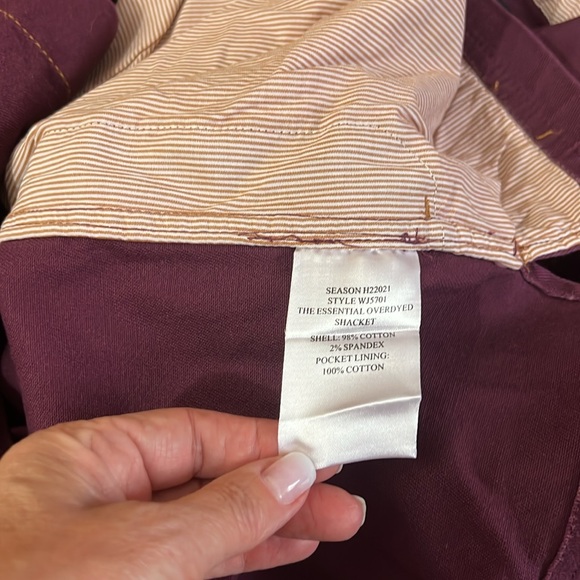 SEASON H22021
STYLE WJ5701
THE ESSENTIAL OVERDYED
SHACKET
SHELL: 98% COTTON
2% SPANDEX
POCKET LINING:
100% COTTON